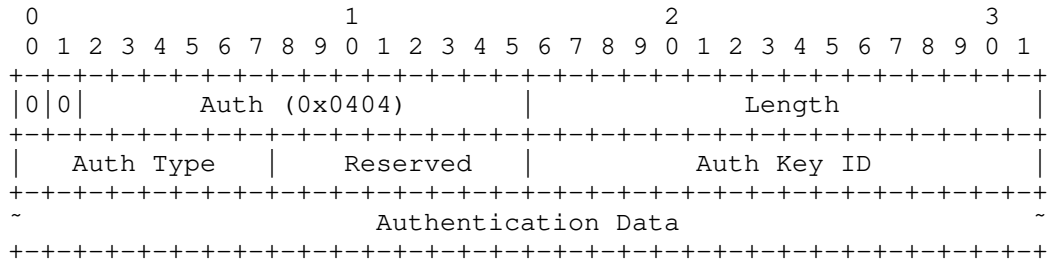 0                   1                   2                   3
 0 1 2 3 4 5 6 7 8 9 0 1 2 3 4 5 6 7 8 9 0 1 2 3 4 5 6 7 8 9 0 1
+-+-+-+-+-+-+-+-+-+-+-+-+-+-+-+-+-+-+-+-+-+-+-+-+-+-+-+-+-+-+-+-+
|0|0|       Auth (0x0404)       |             Length            |
+-+-+-+-+-+-+-+-+-+-+-+-+-+-+-+-+-+-+-+-+-+-+-+-+-+-+-+-+-+-+-+-+
|   Auth Type   |    Reserved   |          Auth Key ID          |
+-+-+-+-+-+-+-+-+-+-+-+-+-+-+-+-+-+-+-+-+-+-+-+-+-+-+-+-+-+-+-+-+
~                      Authentication Data                      ~
+-+-+-+-+-+-+-+-+-+-+-+-+-+-+-+-+-+-+-+-+-+-+-+-+-+-+-+-+-+-+-+-+